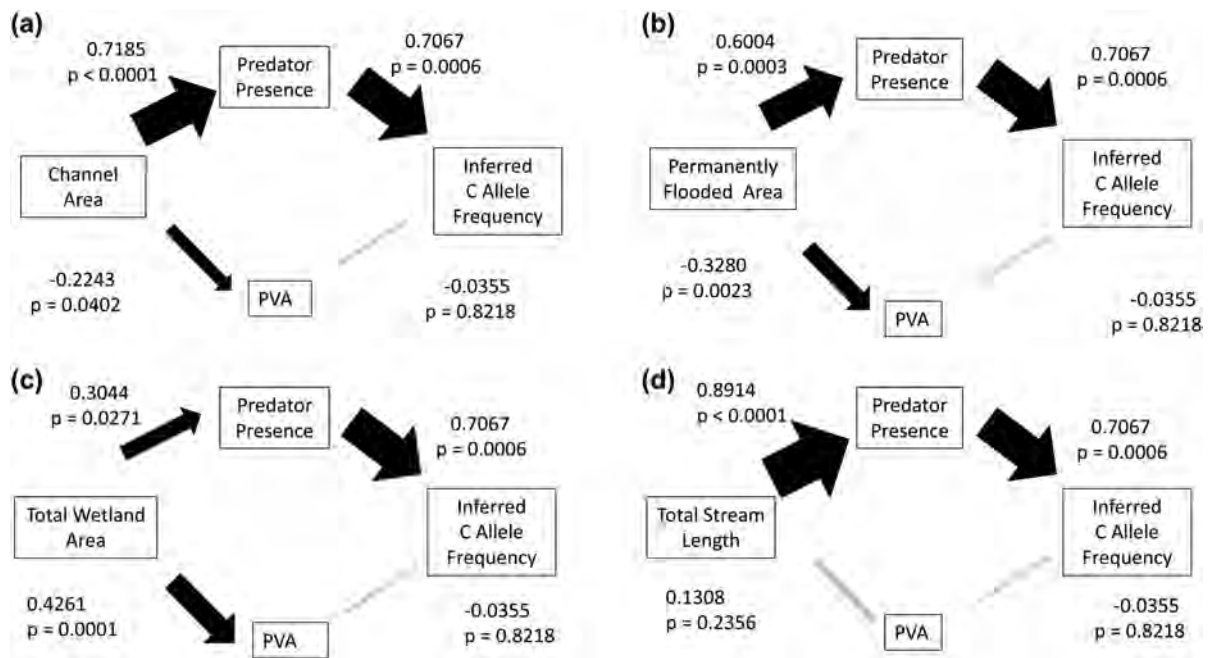 (a)
0.7185
p < 0.0001
Predator
Presence
0.7067
p = 0.0006
Channel
Area
Inferred
C Allele
Frequency
-0.2243
p = 0.0402
PVA
-0.0355
p = 0.8218
(b)
0.6004
p = 0.0003
Predator
Presence
0.7067
p = 0.0006
Permanently
Flooded Area
Inferred
C Allele
Frequency
-0.3280
p = 0.0023
PVA
-0.0355
p = 0.8218
(c)
0.3044
p = 0.0271
Predator
Presence
0.7067
p = 0.0006
Total Wetland
Area
Inferred
C Allele
Frequency
0.4261
p = 0.0001
PVA
-0.0355
p = 0.8218
(d)
0.8914
p < 0.0001
Predator
Presence
0.7067
p = 0.0006
Total Stream
Length
Inferred
C Allele
Frequency
0.1308
p = 0.2356
PVA
-0.0355
p = 0.8218